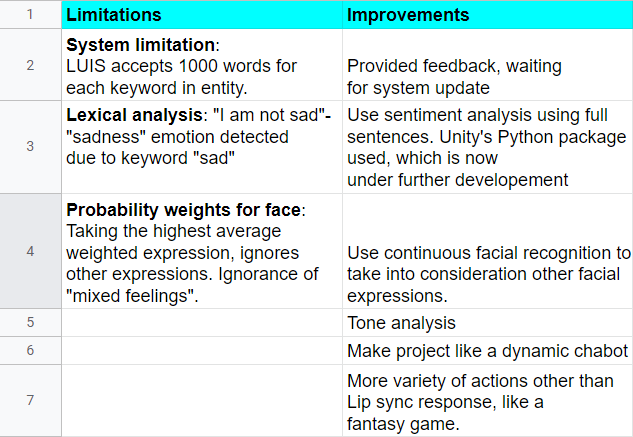 1 Limitations Improvements
2 System limitation:
LUIS accepts 1000 words for
each keyword in entity.
Provided feedback, waiting
for system update
3 Lexical analysis: "I am not sad"-
"sadness" emotion detected
due to keyword "sad"
Use sentiment analysis using full
sentences. Unity's Python package
used, which is now
under further developement
4 Probability weights for face:
Taking the highest average
weighted expression, ignores
other expressions. Ignorance of
"mixed feelings".
Use continuous facial recognition to
take into consideration other facial
expressions.
5 Tone analysis
6 Make project like a dynamic chabot
7 More variety of actions other than
Lip sync response, like a
fantasy game.